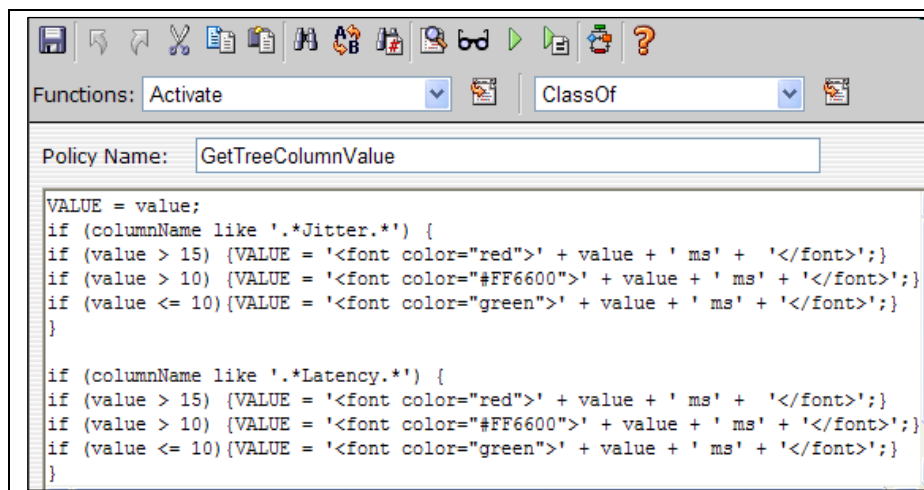 Functions: Activate ClassOf
Policy Name: GetTreeColumnValue
VALUE = value;
if (columnName like '.*Jitter.*') {
if (value > 15) {VALUE = '<font color="red">' + value + ' ms' + '</font>';}
if (value > 10) {VALUE = '<font color="#FF6600">' + value + ' ms' + '</font>';}
if (value <= 10){VALUE = '<font color="green">' + value + ' ms' + '</font>';}
}
if (columnName like '.*Latency.*') {
if (value > 15) {VALUE = '<font color="red">' + value + ' ms' + '</font>';}
if (value > 10) {VALUE = '<font color="#FF6600">' + value + ' ms' + '</font>';}
if (value <= 10){VALUE = '<font color="green">' + value + ' ms' + '</font>';}
}